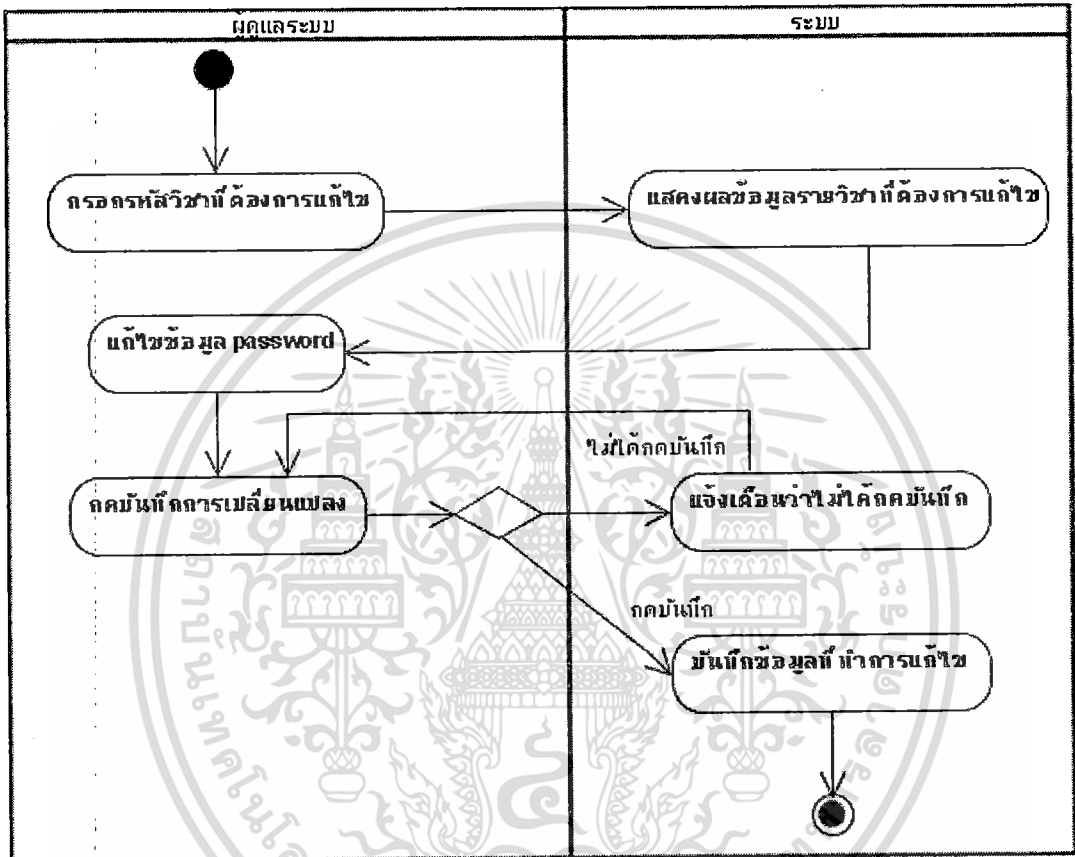 ผู้ดูแลระบบ
ระบบ
กรอกรหัสวิชาที่ต้องการแก้ไข
แสดงผลข้อมูลรายวิชาที่ต้องการแก้ไข
แก้ไขข้อมูล password
ไม่ได้กดบันทึก
กดบันทึกการเปลี่ยนแปลง
แจ้งเตือนว่าไม่ได้กดบันทึก
กดบันทึก
บันทึกข้อมูลที่ทำการแก้ไข